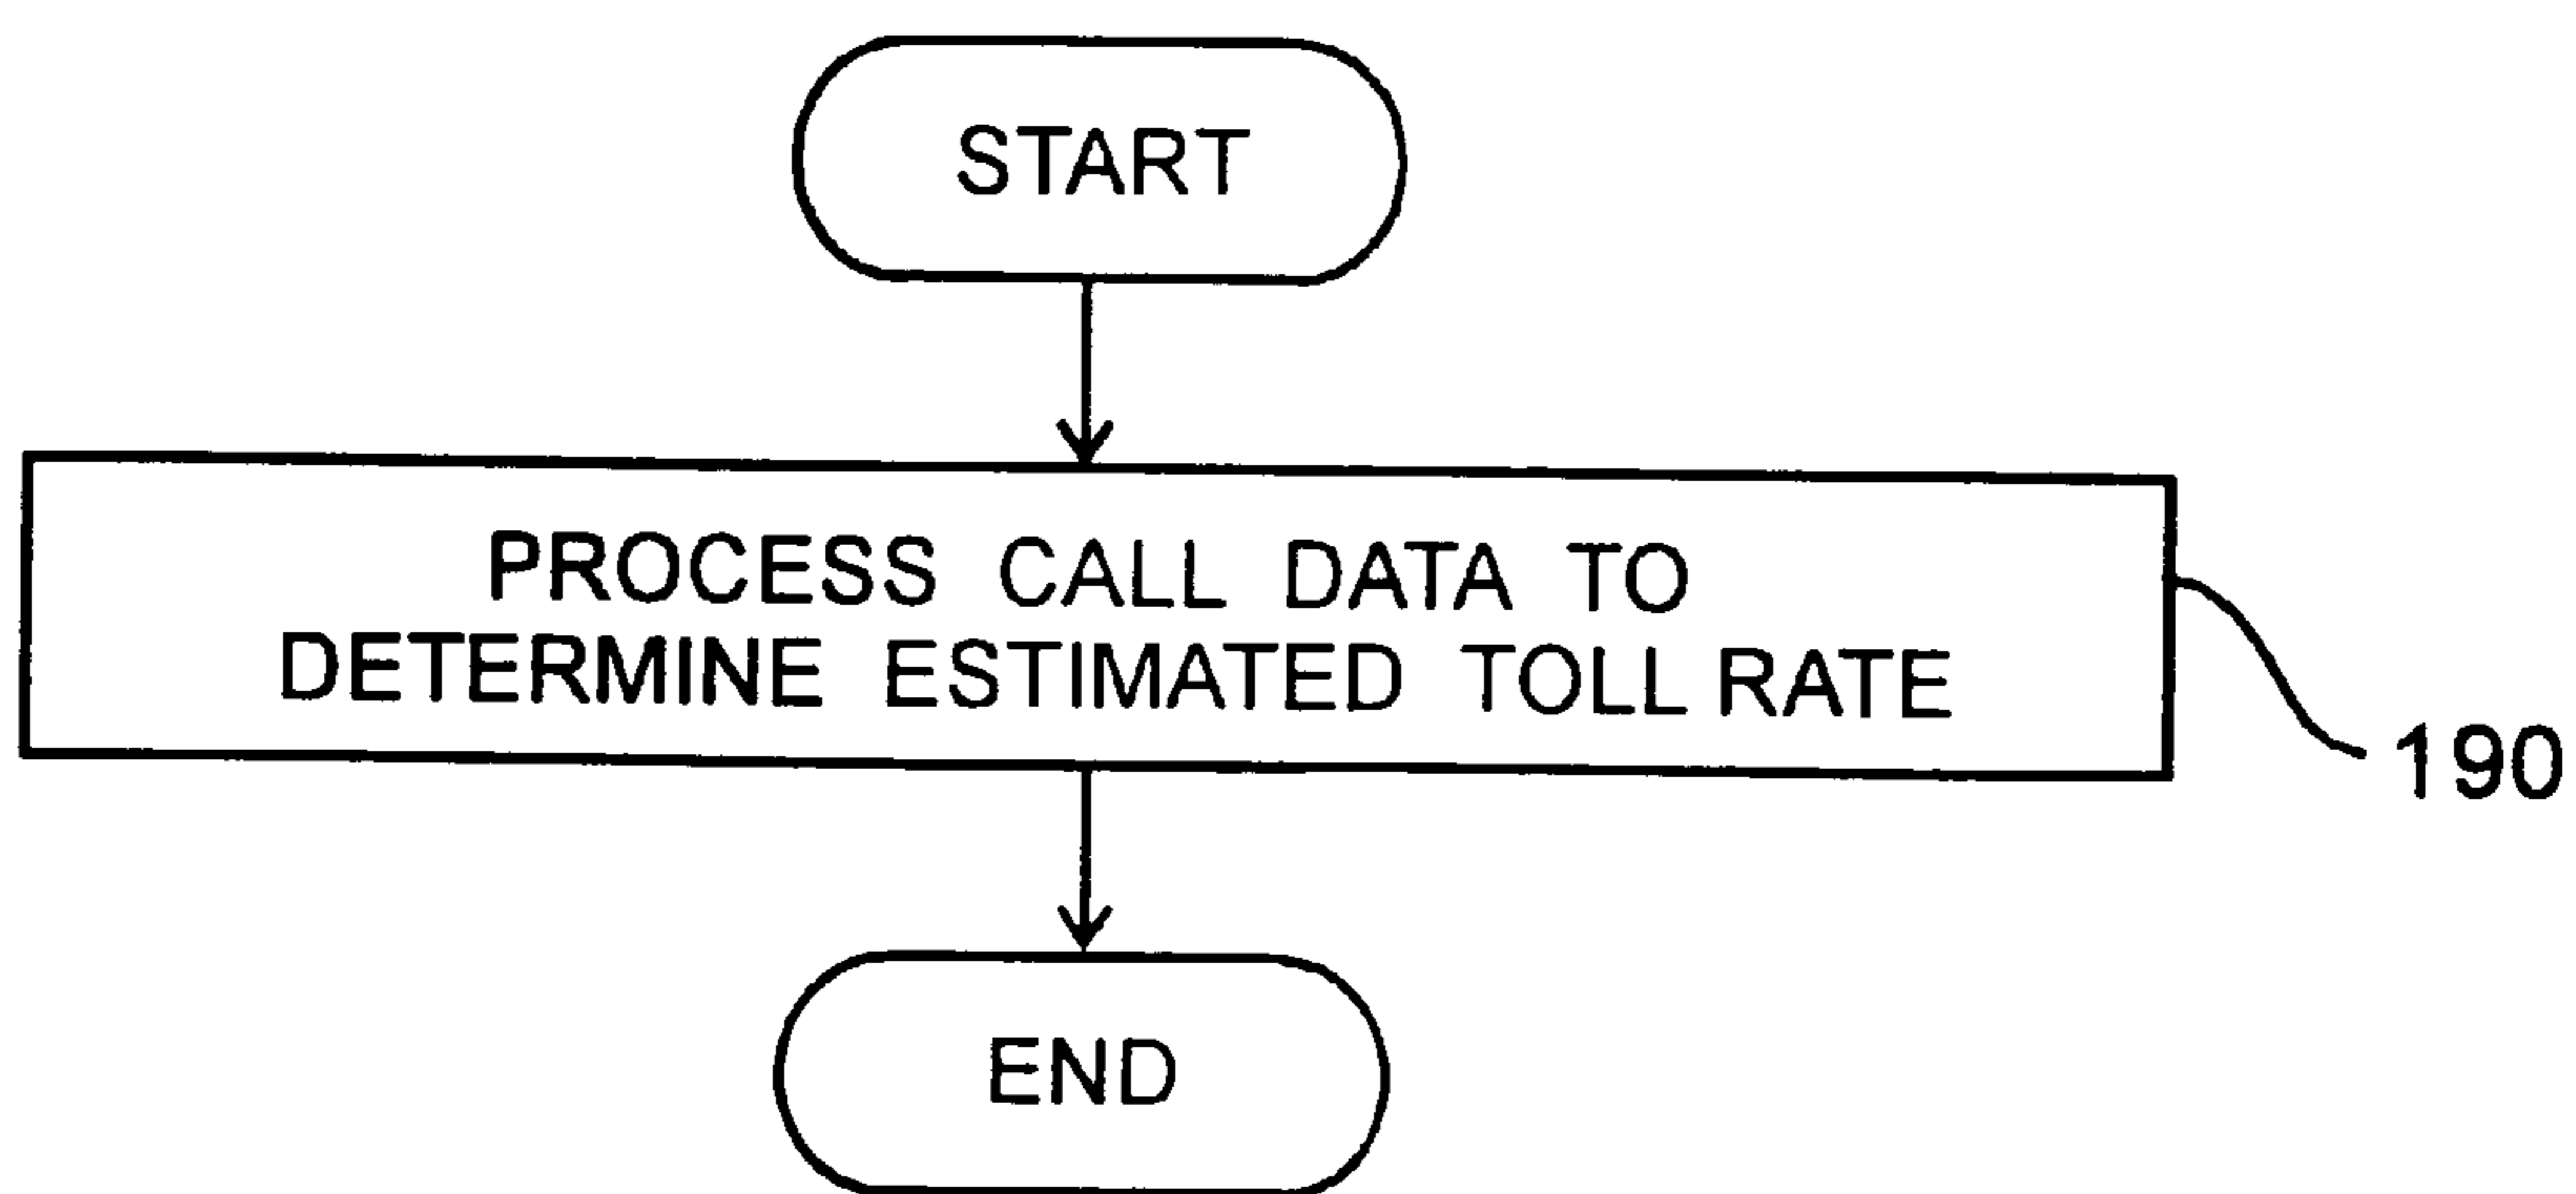 START
PROCESS CALL DATA TO
DETERMINE ESTIMATED TOLL RATE
190
END